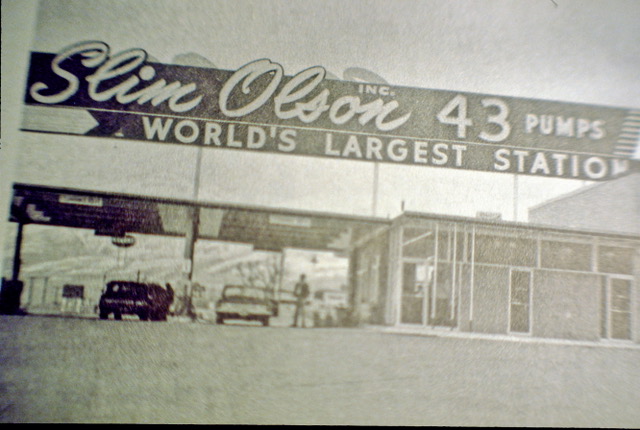 Slim Olson INC. 43 PUMPS
WORLD'S LARGEST STATION